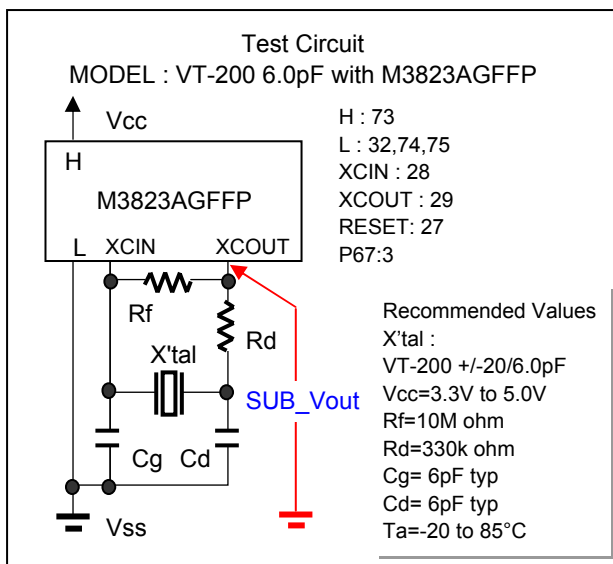 Test Circuit
MODEL : VT-200 6.0pF with M3823AGFFP
Vcc
H
M3823AGFFP
L XCIN XCOUT
Rf
Rd
X'tal
SUB_Vout
Cg Cd
Vss
H : 73
L : 32,74,75
XCIN : 28
XCOUT : 29
RESET: 27
P67:3
Recommended Values
X'tal :
VT-200 +/-20/6.0pF
Vcc=3.3V to 5.0V
Rf=10M ohm
Rd=330k ohm
Cg= 6pF typ
Cd= 6pF typ
Ta=-20 to 85°C